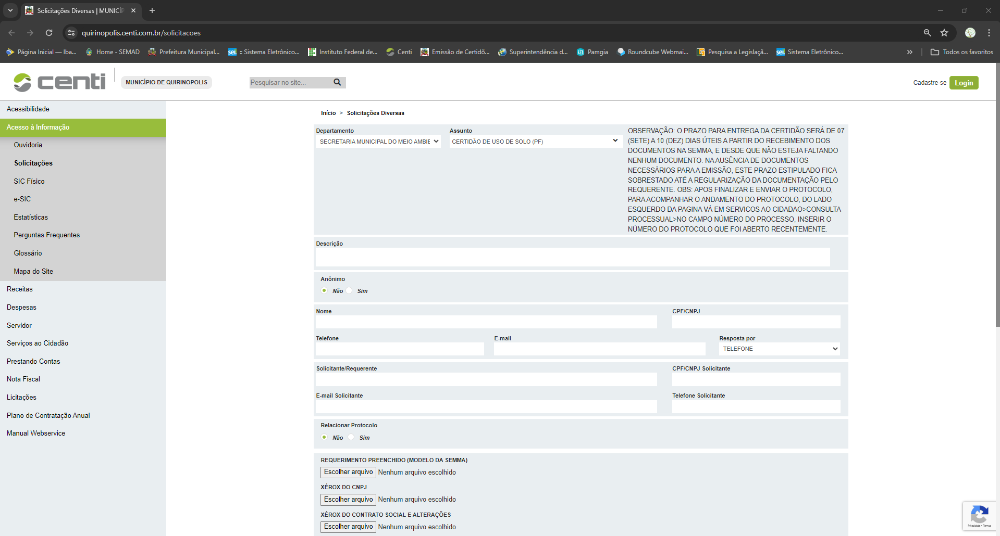 Solicitações Diversas | MUNICÍP
quirinopolis.centi.com.br/solicitacoes
Página Inicial — Iba...
Home - SEMAD
Prefeitura Municipal...
sei. :: Sistema Eletrônico...
Instituto Federal de...
Centi
Emissão de Certidõ...
Superintendência d...
Pamgia
Roundcube Webmai...
Pesquisa a Legislaçã...
sei. Sistema Eletrônico...
Todos os favoritos
centi
MUNICÍPIO DE QUIRINOPOLIS
Pesquisar no site...
Cadastre-se
Login
Acessibilidade
Acesso à Informação
Ouvidoria
Solicitações
SIC Físico
e-SIC
Estatísticas
Perguntas Frequentes
Glossário
Mapa do Site
Receitas
Despesas
Servidor
Serviços ao Cidadão
Prestando Contas
Nota Fiscal
Licitações
Plano de Contratação Anual
Manual Webservice
Início > Solicitações Diversas
Departamento
SECRETARIA MUNICIPAL DO MEIO AMBIE
Assunto
CERTIDÃO DE USO DE SOLO (PF)
OBSERVAÇÃO: O PRAZO PARA ENTREGA DA CERTIDÃO SERÁ DE 07
(SETE) A 10 (DEZ) DIAS ÚTEIS A PARTIR DO RECEBIMENTO DOS
DOCUMENTOS NA SEMMA, E DESDE QUE NÃO ESTEJA FALTANDO
NENHUM DOCUMENTO. NA AUSÊNCIA DE DOCUMENTOS
NECESSÁRIOS PARA A EMISSÃO, ESTE PRAZO ESTIPULADO FICA
SOBRESTADO ATÉ A REGULARIZAÇÃO DA DOCUMENTAÇÃO PELO
REQUERENTE. OBS: APOS FINALIZAR E ENVIAR O PROTOCOLO,
PARA ACOMPANHAR O ANDAMENTO DO PROTOCOLO, DO LADO
ESQUERDO DA PAGINA VÁ EM SERVICOS AO CIDADAO>CONSULTA
PROCESSUAL>NO CAMPO NÚMERO DO PROCESSO, INSERIR O
NÚMERO DO PROTOCOLO QUE FOI ABERTO RECENTEMENTE.
Descrição
Anônimo
Não Sim
Nome
CPF/CNPJ
Telefone
E-mail
Resposta por
TELEFONE
Solicitante/Requerente
CPF/CNPJ Solicitante
E-mail Solicitante
Telefone Solicitante
Relacionar Protocolo
Não Sim
REQUERIMENTO PREENCHIDO (MODELO DA SEMMA)
Escolher arquivo Nenhum arquivo escolhido
XÉROX DO CNPJ
Escolher arquivo Nenhum arquivo escolhido
XÉROX DO CONTRATO SOCIAL E ALTERAÇÕES
Escolher arquivo Nenhum arquivo escolhido
Privacidade - Termos